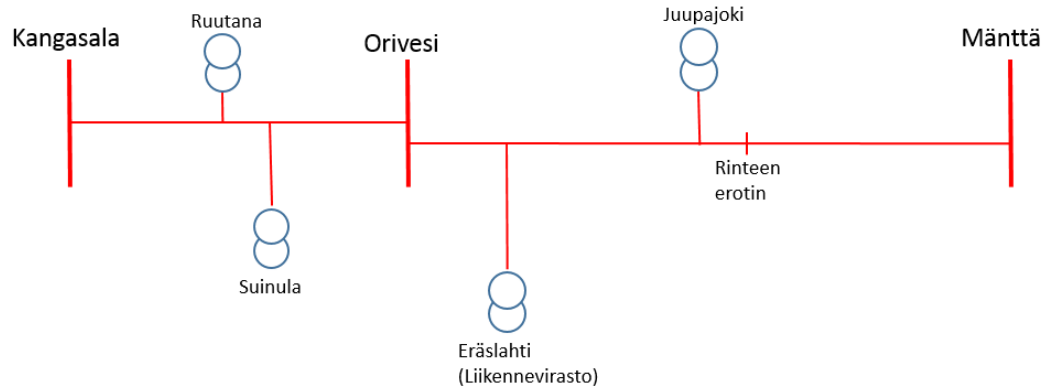 Ruutana
Juupajoki
Kangasala
Orivesi
Mänttä
Rinteen
erotin
Suinula
Eräslahti
(Liikennevirasto)